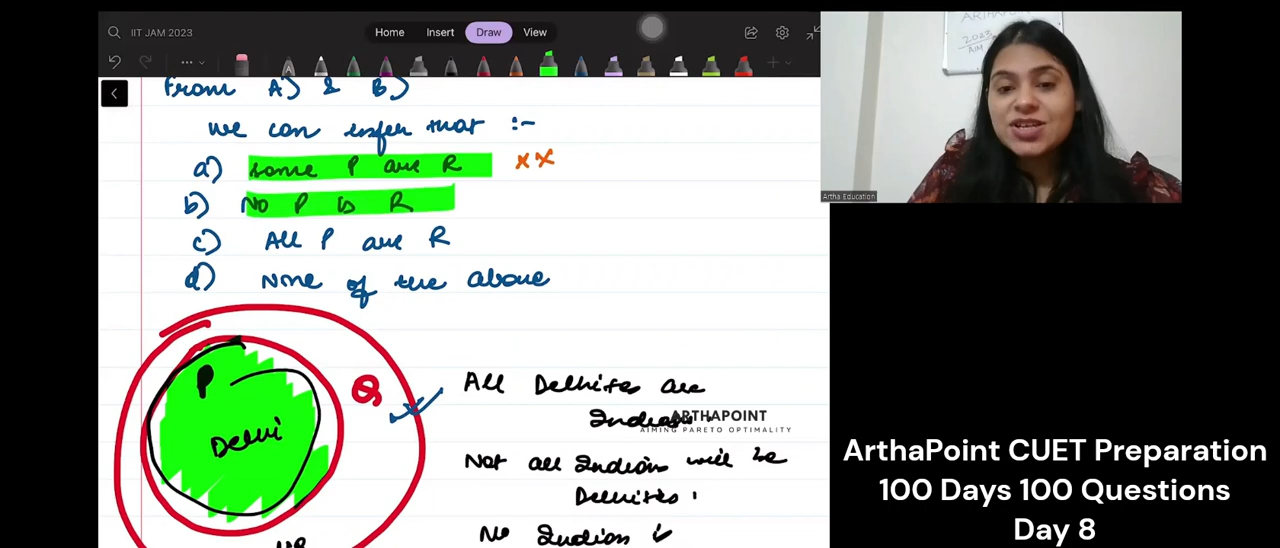 IIT JAM 2023
Home Insert Draw View
From A) & B)
we can infer that :-
a) Some P are R ××
b) No P is R
c) All P are R
d) None of the above
P
Delhi
Q
All Delhites are
Indians.
ARTHAPOINT
AIMING PARETO OPTIMALITY
Not all Indians will be
Delhites.
No Indian is
2023
AIM
Artha Education
ArthaPoint CUET Preparation
100 Days 100 Questions
Day 8